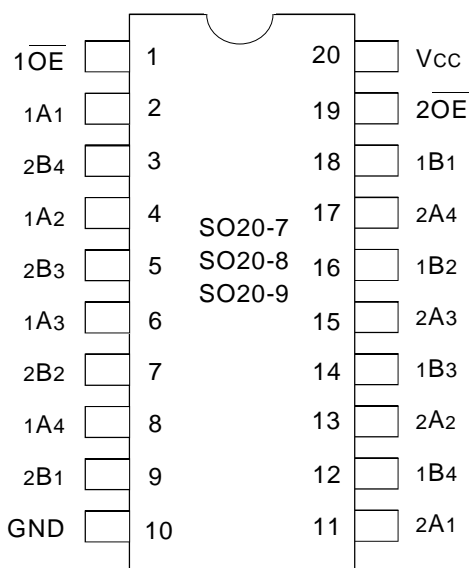 1O̅E̅ 1 20 VCC
1A1 2 19 2O̅E̅
2B4 3 18 1B1
1A2 4 17 2A4
SO20-7
2B3 5 SO20-8 16 1B2
SO20-9
1A3 6 15 2A3
2B2 7 14 1B3
1A4 8 13 2A2
2B1 9 12 1B4
GND 10 11 2A1